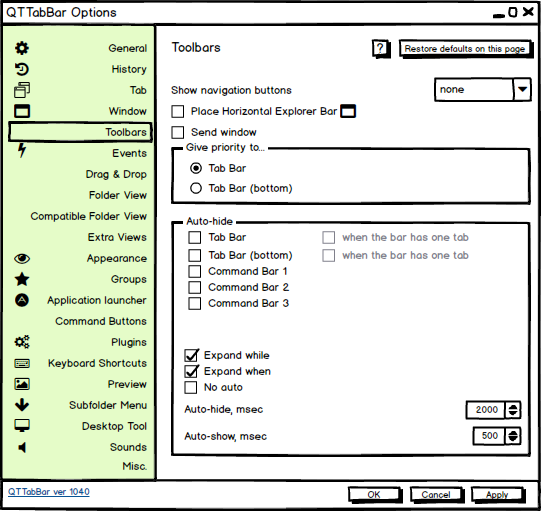 QTTabBar Options
General
History
Tab
Window
Toolbars
Events
Drag & Drop
Folder View
Compatible Folder View
Extra Views
Appearance
Groups
Application launcher
Command Buttons
Plugins
Keyboard Shortcuts
Preview
Subfolder Menu
Desktop Tool
Sounds
Misc.
QTTabBar ver 1040
Toolbars
? Restore defaults on this page
Show navigation buttons none
Place Horizontal Explorer Bar
Send window
Give priority to...
Tab Bar
Tab Bar (bottom)
Auto-hide
Tab Bar when the bar has one tab
Tab Bar (bottom) when the bar has one tab
Command Bar 1
Command Bar 2
Command Bar 3
Expand while
Expand when
No auto
Auto-hide, msec 2000
Auto-show, msec 500
OK Cancel Apply